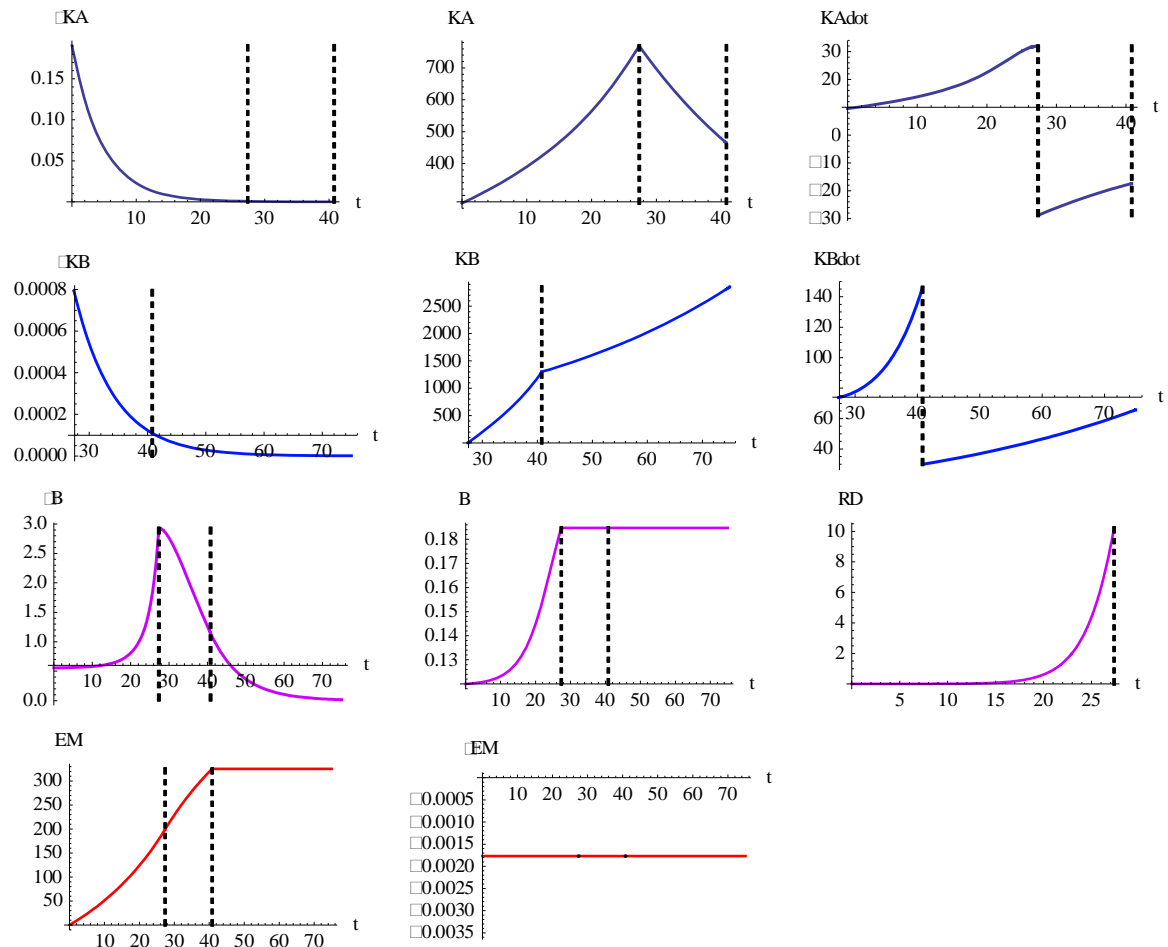 □KA
0.15
0.10
0.05
10 20 30 40 t
KA
700
600
500
400
10 20 30 40 t
KAdot
30
20
10 20 30 40 t
0
□10
□20
□30
□KB
0.0008
0.0006
0.0004
0.0002
0.0000
30 40 50 60 70 t
KB
2500
2000
1500
1000
500
30 40 50 60 70 t
KBdot
140
120
100
30 40 50 60 70 t
60
40
□B
3.0
2.5
2.0
1.5
1.0
0.0
10 20 30 40 50 60 70 t
B
0.18
0.17
0.16
0.15
0.14
0.13
10 20 30 40 50 60 70 t
RD
10
8
6
4
2
5 10 15 20 25 t
EM
300
250
200
150
100
50
10 20 30 40 50 60 70 t
□EM
10 20 30 40 50 60 70 t
□0.0005
□0.0010
□0.0015
□0.0020
□0.0025
□0.0030
□0.0035